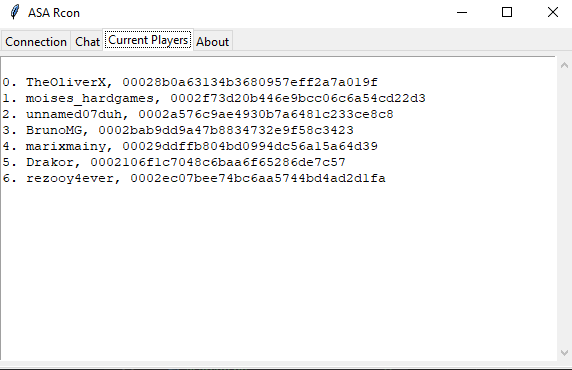 ASA Rcon
Connection Chat Current Players About
0. TheOliverX, 00028b0a63134b3680957eff2a7a019f
1. moises_hardgames, 0002f73d20b446e9bcc06c6a54cd22d3
2. unnamed07duh, 0002a576c9ae4930b7a6481c233ce8c8
3. BrunoMG, 0002bab9dd9a47b8834732e9f58c3423
4. marixmainy, 00029ddffb804bd0994dc56a15a64d39
5. Drakor, 0002106f1c7048c6baa6f65286de7c57
6. rezooy4ever, 0002ec07bee74bc6aa5744bd4ad2d1fa